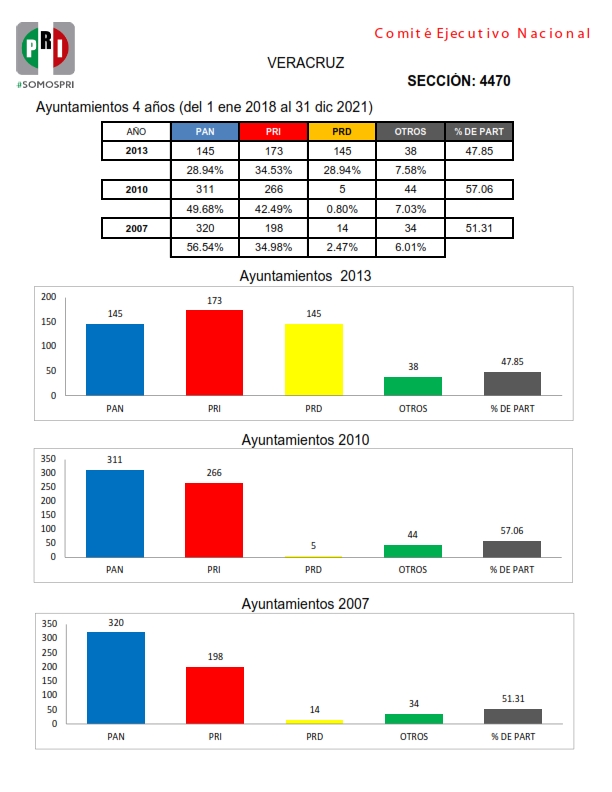 Comité Ejecutivo Nacional
PRI
#SOMOSPRI
VERACRUZ
SECCIÓN: 4470
Ayuntamientos 4 años (del 1 ene 2018 al 31 dic 2021)
AÑO PAN PRI PRD OTROS % DE PART
2013 145 173 145 38 47.85
28.94% 34.53% 28.94% 7.58%
2010 311 266 5 44 57.06
49.68% 42.49% 0.80% 7.03%
2007 320 198 14 34 51.31
56.54% 34.98% 2.47% 6.01%
Ayuntamientos 2013
200
150
100
50
0
145 173 145 38 47.85
PAN PRI PRD OTROS % DE PART
Ayuntamientos 2010
350
300
250
200
150
100
50
0
311 266 5 44 57.06
PAN PRI PRD OTROS % DE PART
Ayuntamientos 2007
350
300
250
200
150
100
50
0
320 198 14 34 51.31
PAN PRI PRD OTROS % DE PART